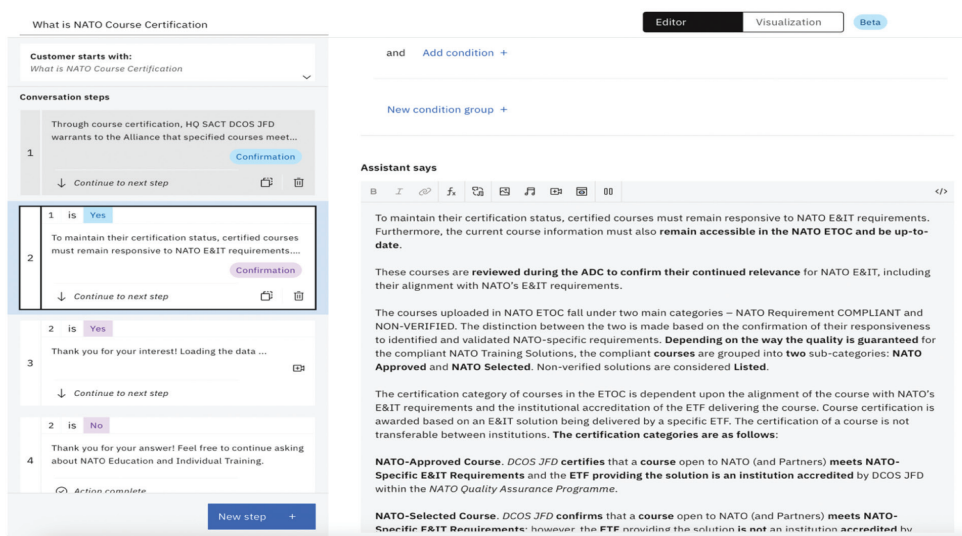 What is NATO Course Certification
Editor
Visualization
Beta
Customer starts with:
What is NATO Course Certification
Conversation steps
1
Through course certification, HQ SACT DCOS JFD
warrants to the Alliance that specified courses meet...
Confirmation
Continue to next step
1 is Yes
2
To maintain their certification status, certified courses
must remain responsive to NATO E&IT requirements....
Confirmation
Continue to next step
2 is Yes
3
Thank you for your interest! Loading the data ...
Continue to next step
2 is No
4
Thank you for your answer! Feel free to continue asking
about NATO Education and Individual Training.
Action complete
New step +
and Add condition +
New condition group +
Assistant says
B I fx </>
To maintain their certification status, certified courses must remain responsive to NATO E&IT requirements.
Furthermore, the current course information must also remain accessible in the NATO ETOC and be up-to-
date.
These courses are reviewed during the ADC to confirm their continued relevance for NATO E&IT, including
their alignment with NATO's E&IT requirements.
The courses uploaded in NATO ETOC fall under two main categories – NATO Requirement COMPLIANT and
NON-VERIFIED. The distinction between the two is made based on the confirmation of their responsiveness
to identified and validated NATO-specific requirements. Depending on the way the quality is guaranteed for
the compliant NATO Training Solutions, the compliant courses are grouped into two sub-categories: NATO
Approved and NATO Selected. Non-verified solutions are considered Listed.
The certification category of courses in the ETOC is dependent upon the alignment of the course with NATO's
E&IT requirements and the institutional accreditation of the ETF delivering the course. Course certification is
awarded based on an E&IT solution being delivered by a specific ETF. The certification of a course is not
transferable between institutions. The certification categories are as follows:
NATO-Approved Course. DCOS JFD certifies that a course open to NATO (and Partners) meets NATO-
Specific E&IT Requirements and the ETF providing the solution is an institution accredited by DCOS JFD
within the NATO Quality Assurance Programme.
NATO-Selected Course. DCOS JFD confirms that a course open to NATO (and Partners) meets NATO-
Specific E&IT Requirements; however, the ETF providing the solution is not an institution accredited by